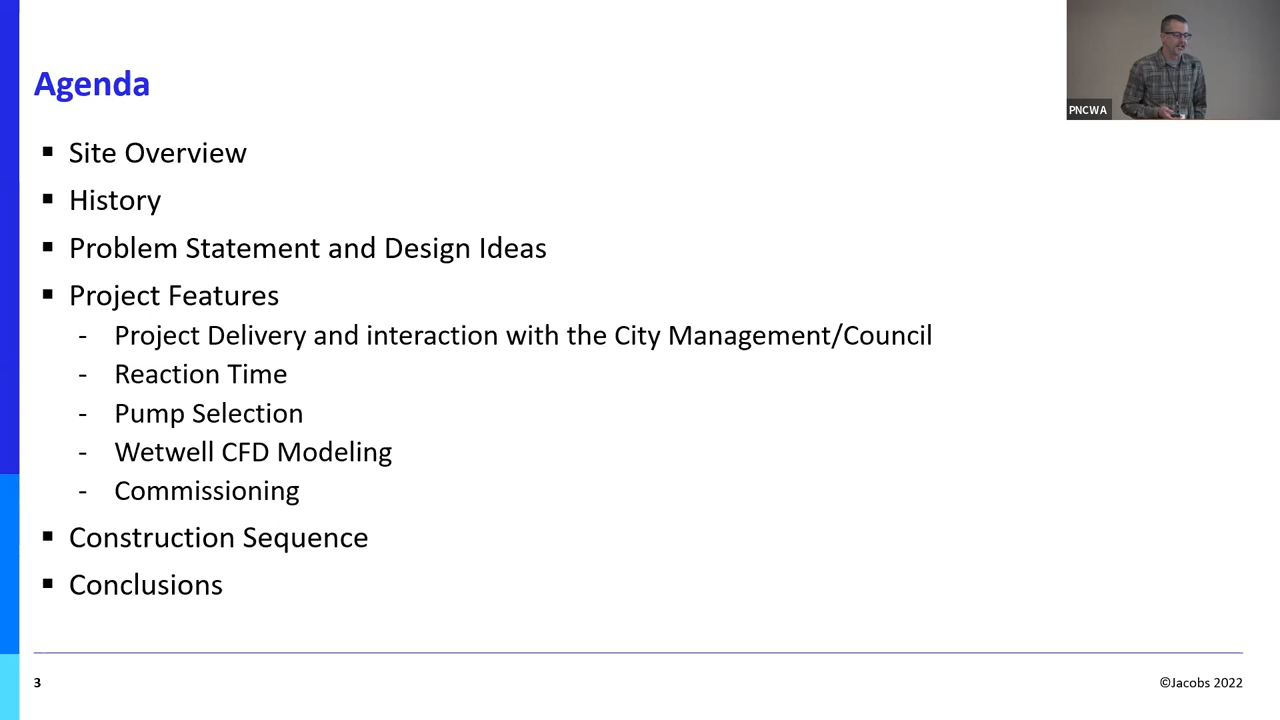 Agenda
PNCWA
▪ Site Overview
▪ History
▪ Problem Statement and Design Ideas
▪ Project Features
- Project Delivery and interaction with the City Management/Council
- Reaction Time
- Pump Selection
- Wetwell CFD Modeling
- Commissioning
▪ Construction Sequence
▪ Conclusions
3
©Jacobs 2022